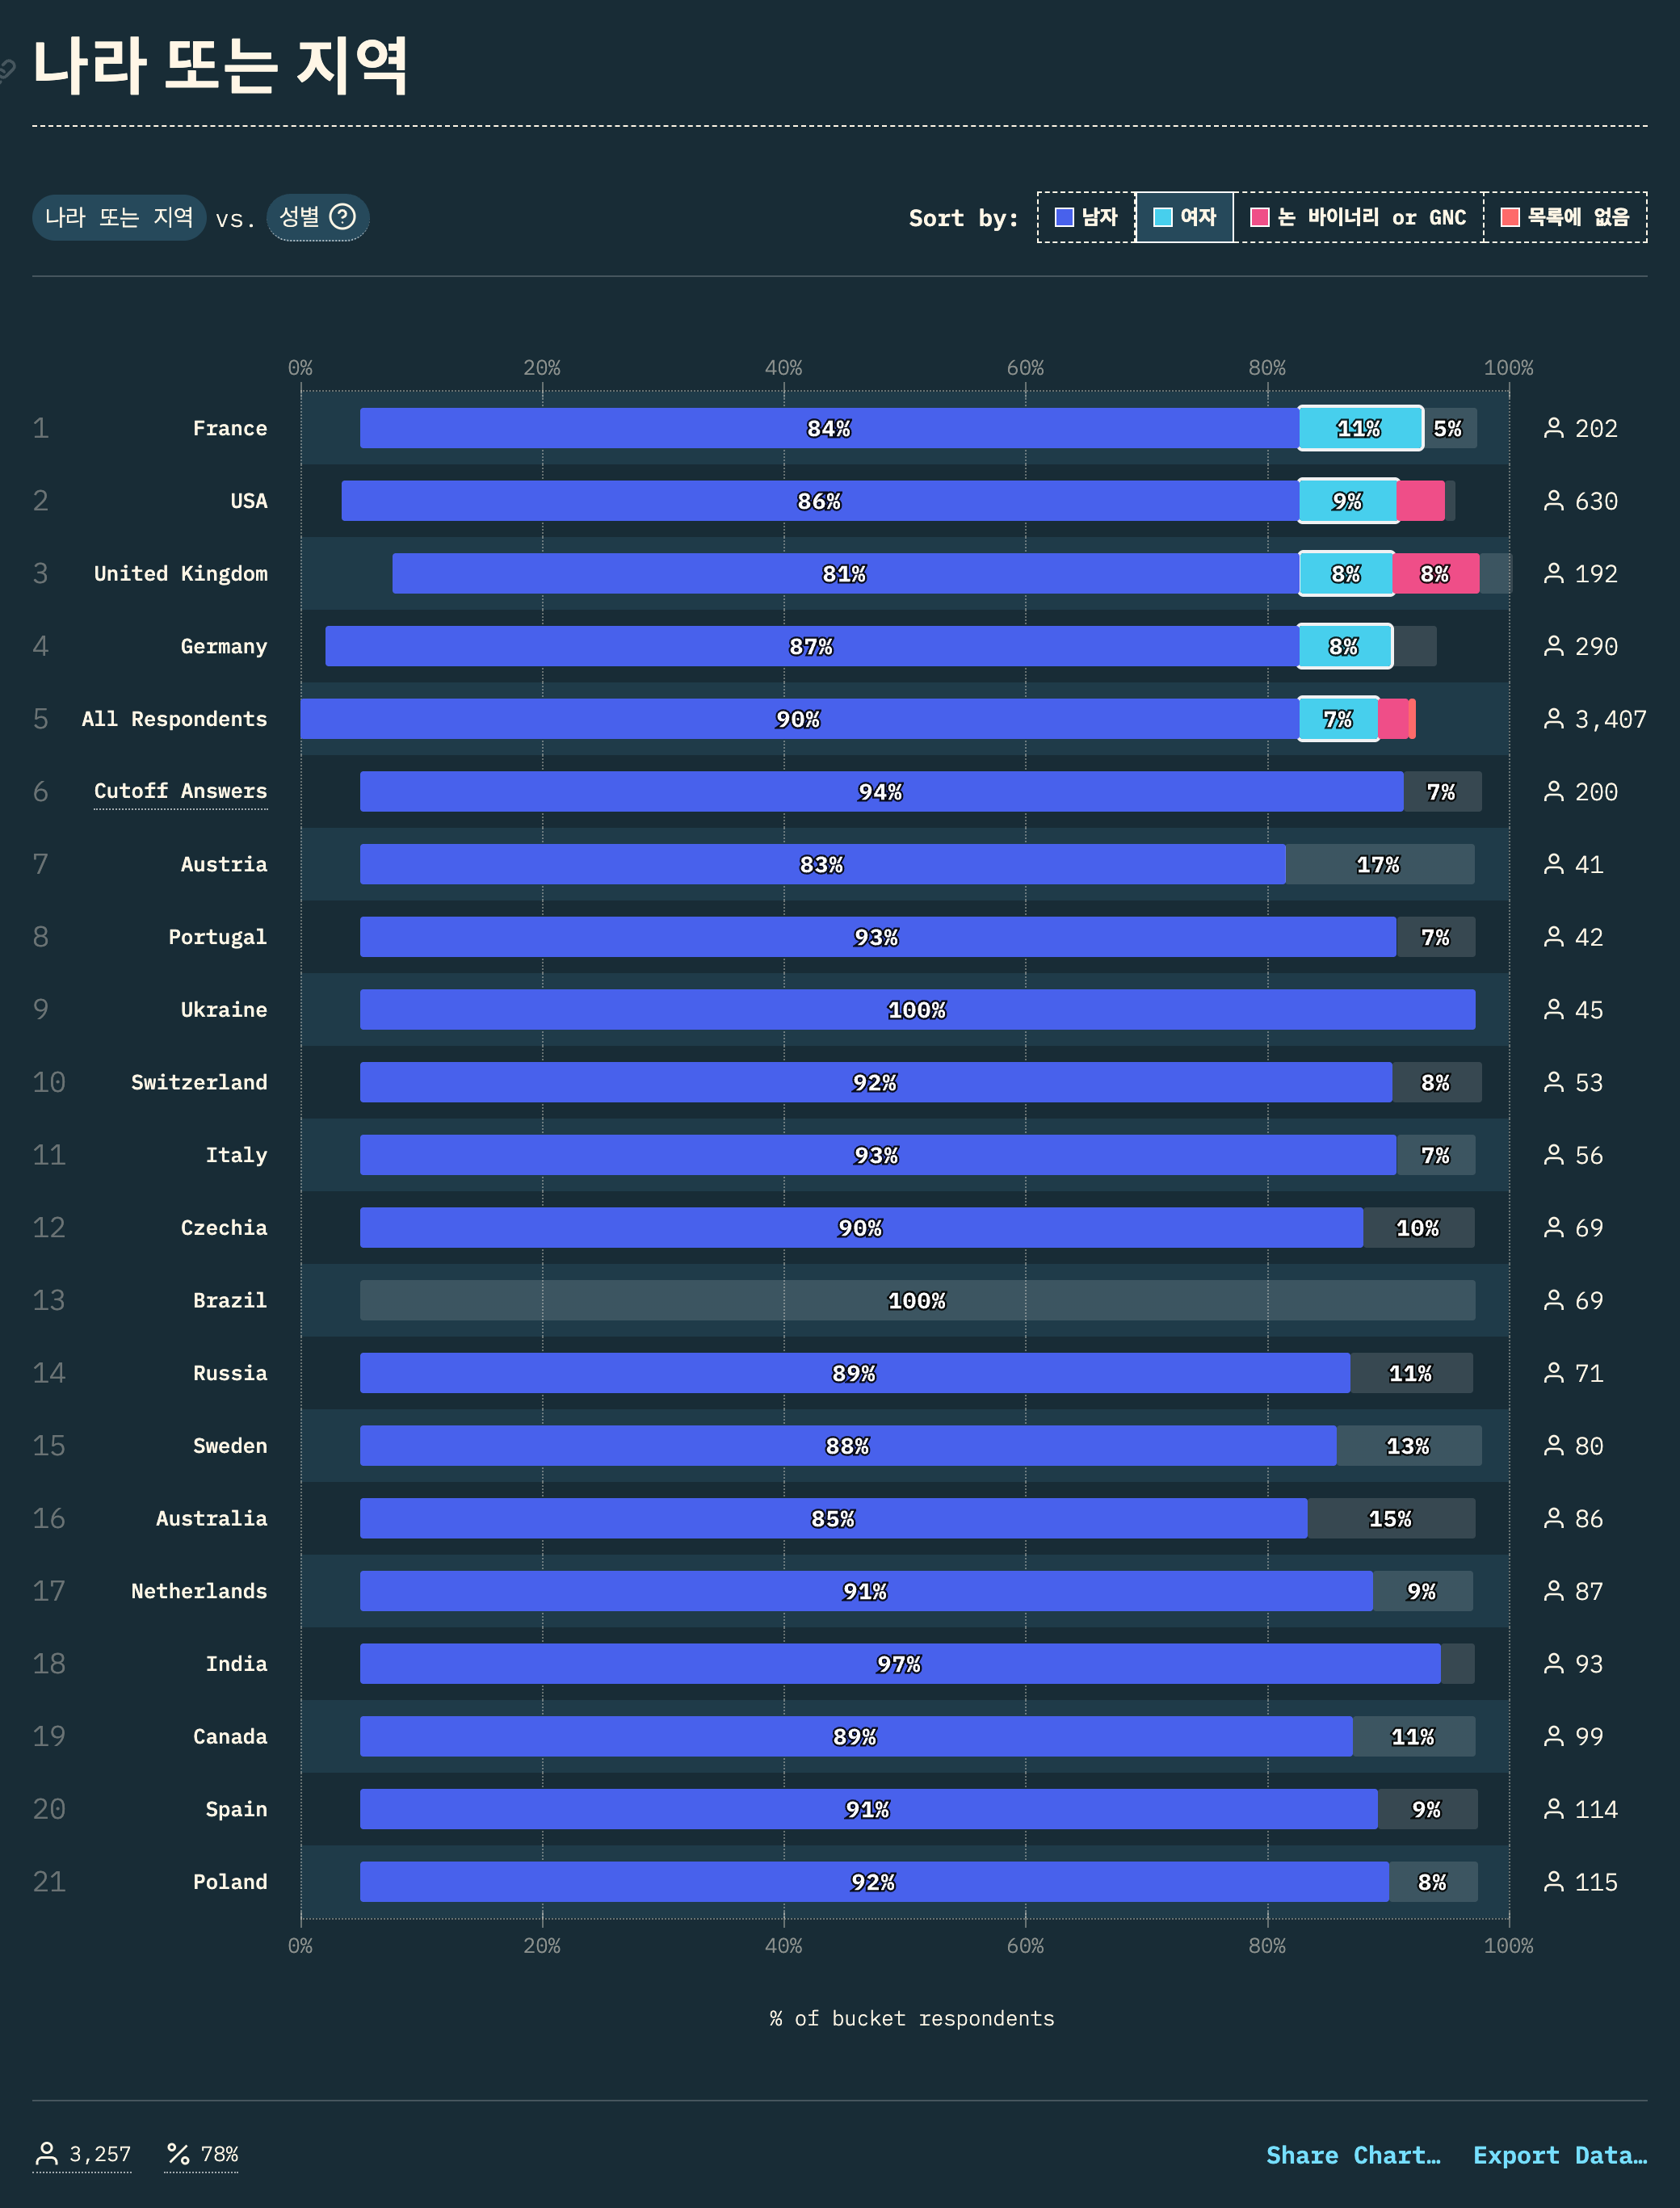 나라 또는 지역
나라 또는 지역 vs. 성별 ?
Sort by: 남자 여자 논 바이너리 or GNC 목록에 없음
0% 20% 40% 60% 80% 100%
1 France 84% 11% 5% 202
2 USA 86% 9% 630
3 United Kingdom 81% 8% 8% 192
4 Germany 87% 8% 290
5 All Respondents 90% 7% 3,407
6 Cutoff Answers 94% 7% 200
7 Austria 83% 17% 41
8 Portugal 93% 7% 42
9 Ukraine 100% 45
10 Switzerland 92% 8% 53
11 Italy 93% 7% 56
12 Czechia 90% 10% 69
13 Brazil 100% 69
14 Russia 89% 11% 71
15 Sweden 88% 13% 80
16 Australia 85% 15% 86
17 Netherlands 91% 9% 87
18 India 97% 93
19 Canada 89% 11% 99
20 Spain 91% 9% 114
21 Poland 92% 8% 115
0% 20% 40% 60% 80% 100%
% of bucket respondents
3,257 % 78% Share Chart… Export Data…